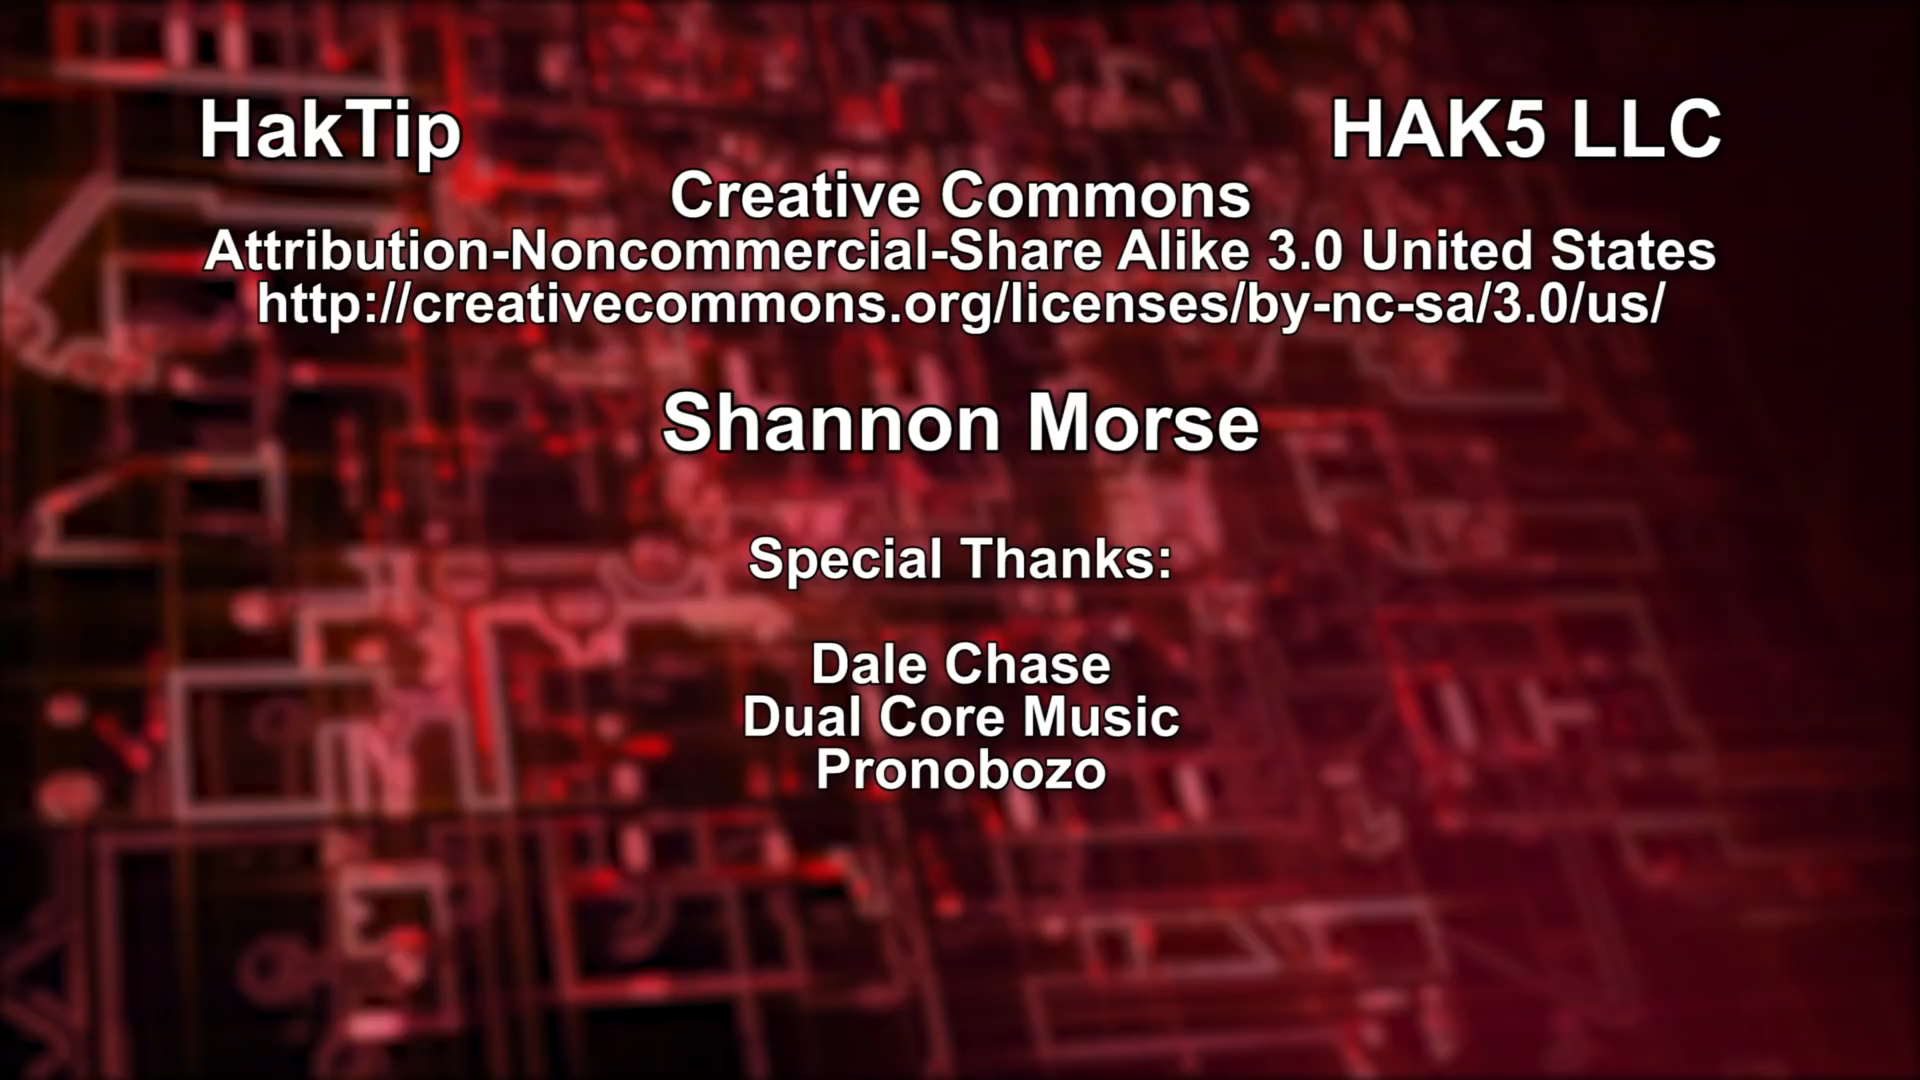 HakTip HAK5 LLC
Creative Commons
Attribution-Noncommercial-Share Alike 3.0 United States
http://creativecommons.org/licenses/by-nc-sa/3.0/us/
Shannon Morse
Special Thanks:
Dale Chase
Dual Core Music
Pronobozo